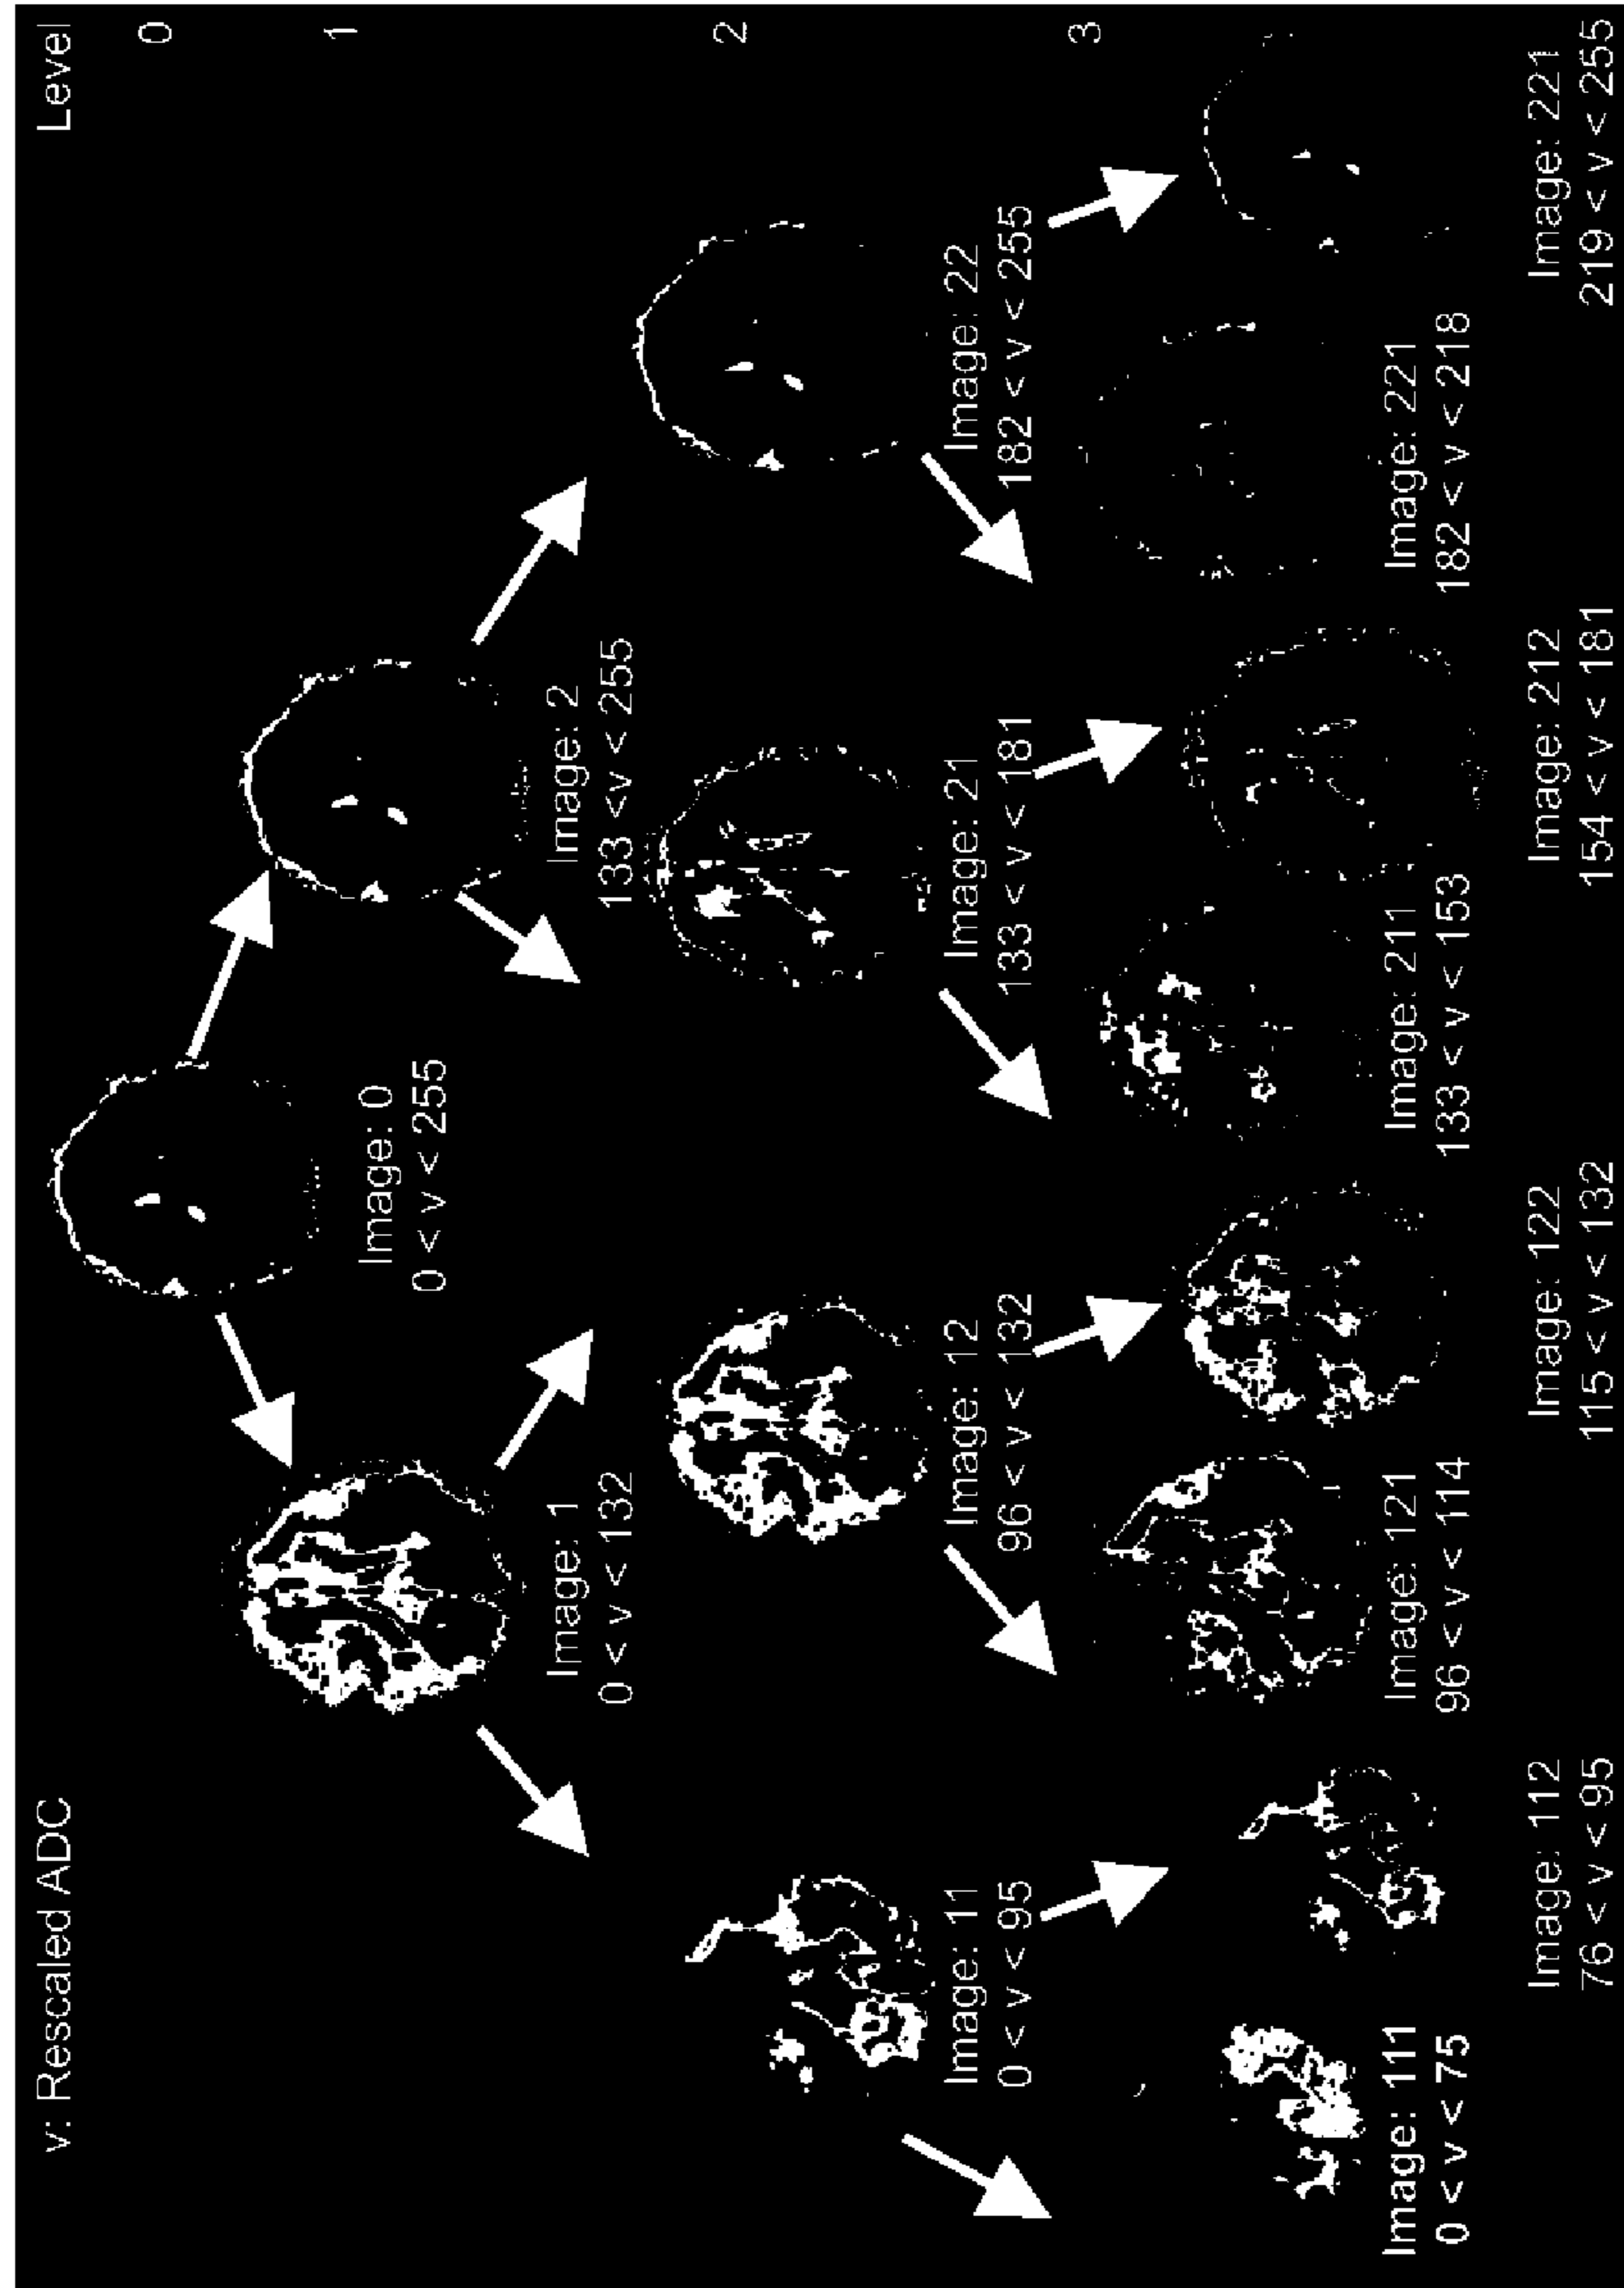 v: Rescaled ADC
Level
0
Image: 0
0 < v < 255
1
Image: 1
0 < v < 132
Image: 2
133 <v < 255
2
Image: 11
0 < v < 95
Image: 12
96 < v < 132
Image: 21
133 < v < 181
Image: 22
182 < v < 255
3
Image: 111
0 < v < 75
Image: 112
76 < v < 95
Image: 121
96 < v < 114
Image: 122
115 < v < 132
Image: 211
133 < v < 153
Image: 212
154 < v < 181
Image: 221
182 < v < 218
Image: 221
219 < v < 255